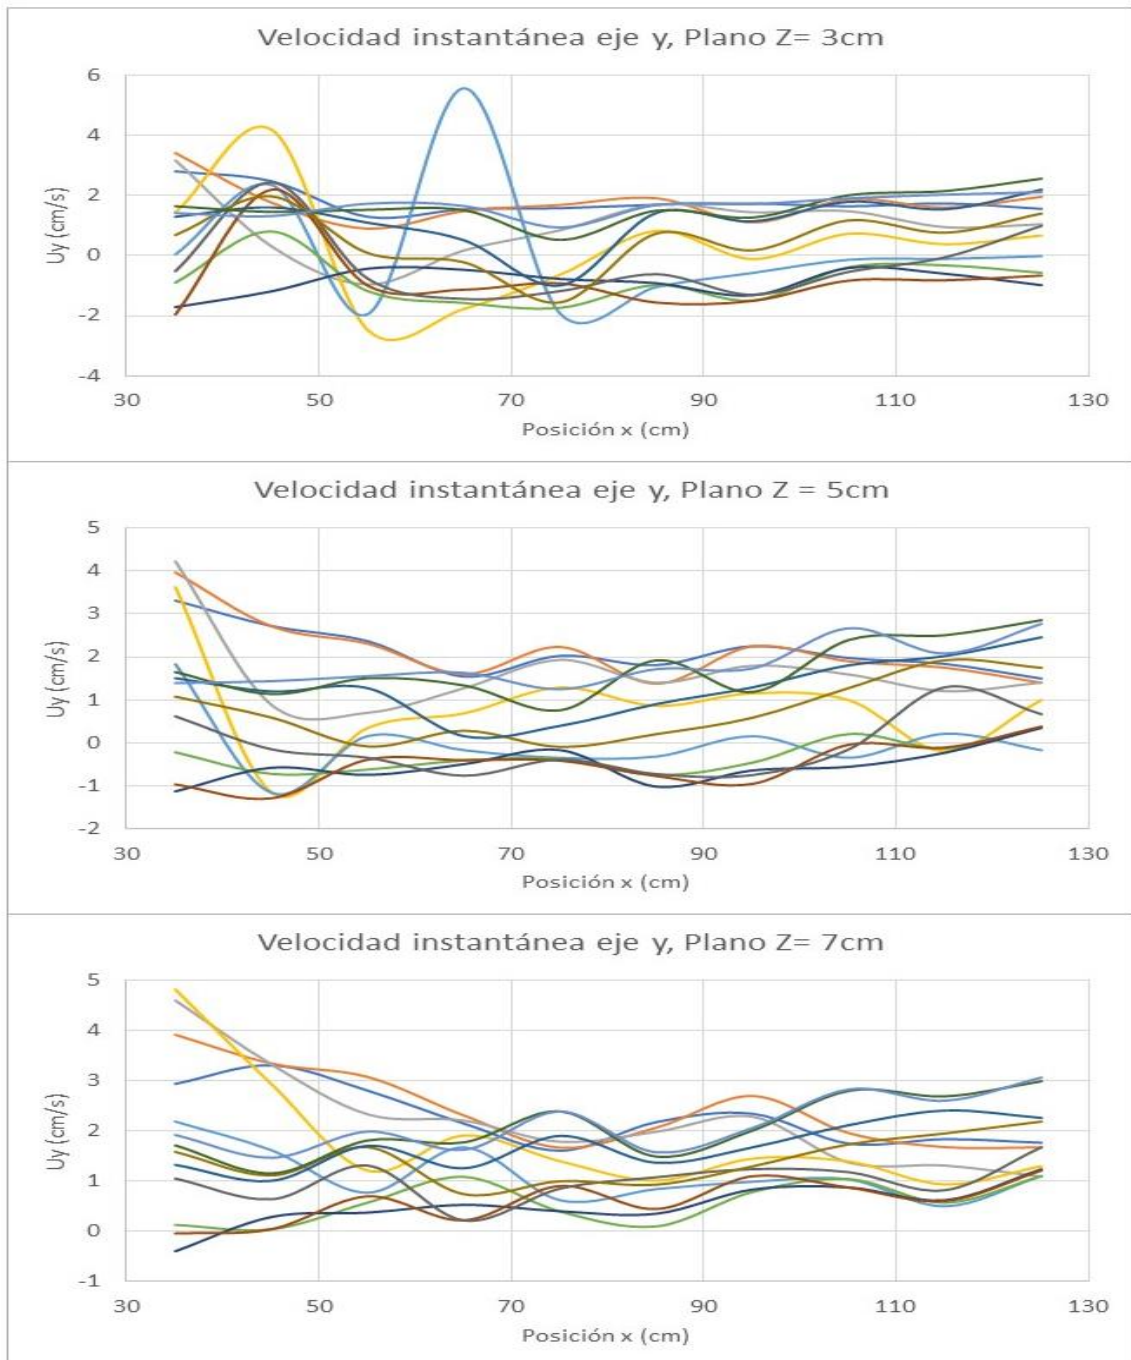 Velocidad instantánea eje y, Plano Z= 3cm
6
4
2
0
-2
-4
Uy (cm/s)
30 50 70 90 110 130
Posición x (cm)
Velocidad instantánea eje y, Plano Z = 5cm
5
4
3
2
1
0
-1
-2
Uy (cm/s)
30 50 70 90 110 130
Posición x (cm)
Velocidad instantánea eje y, Plano Z= 7cm
5
4
3
2
1
0
-1
Uy (cm/s)
30 50 70 90 110 130
Posición x (cm)